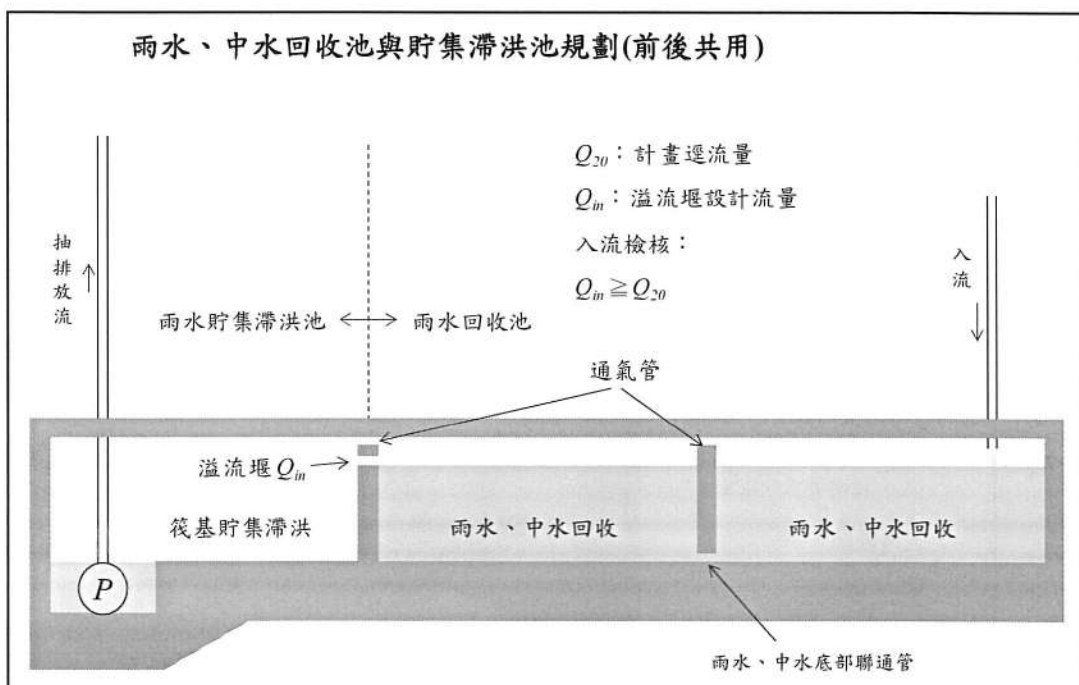 雨水、中水回收池與貯集滯洪池規劃(前後共用)
Q20：計畫逕流量
Qin：溢流堰設計流量
入流檢核：
Qin≧Q20
抽排放流
入流
雨水貯集滯洪池
雨水回收池
通氣管
溢流堰Qin
筏基貯集滯洪
雨水、中水回收
雨水、中水回收
P
雨水、中水底部聯通管